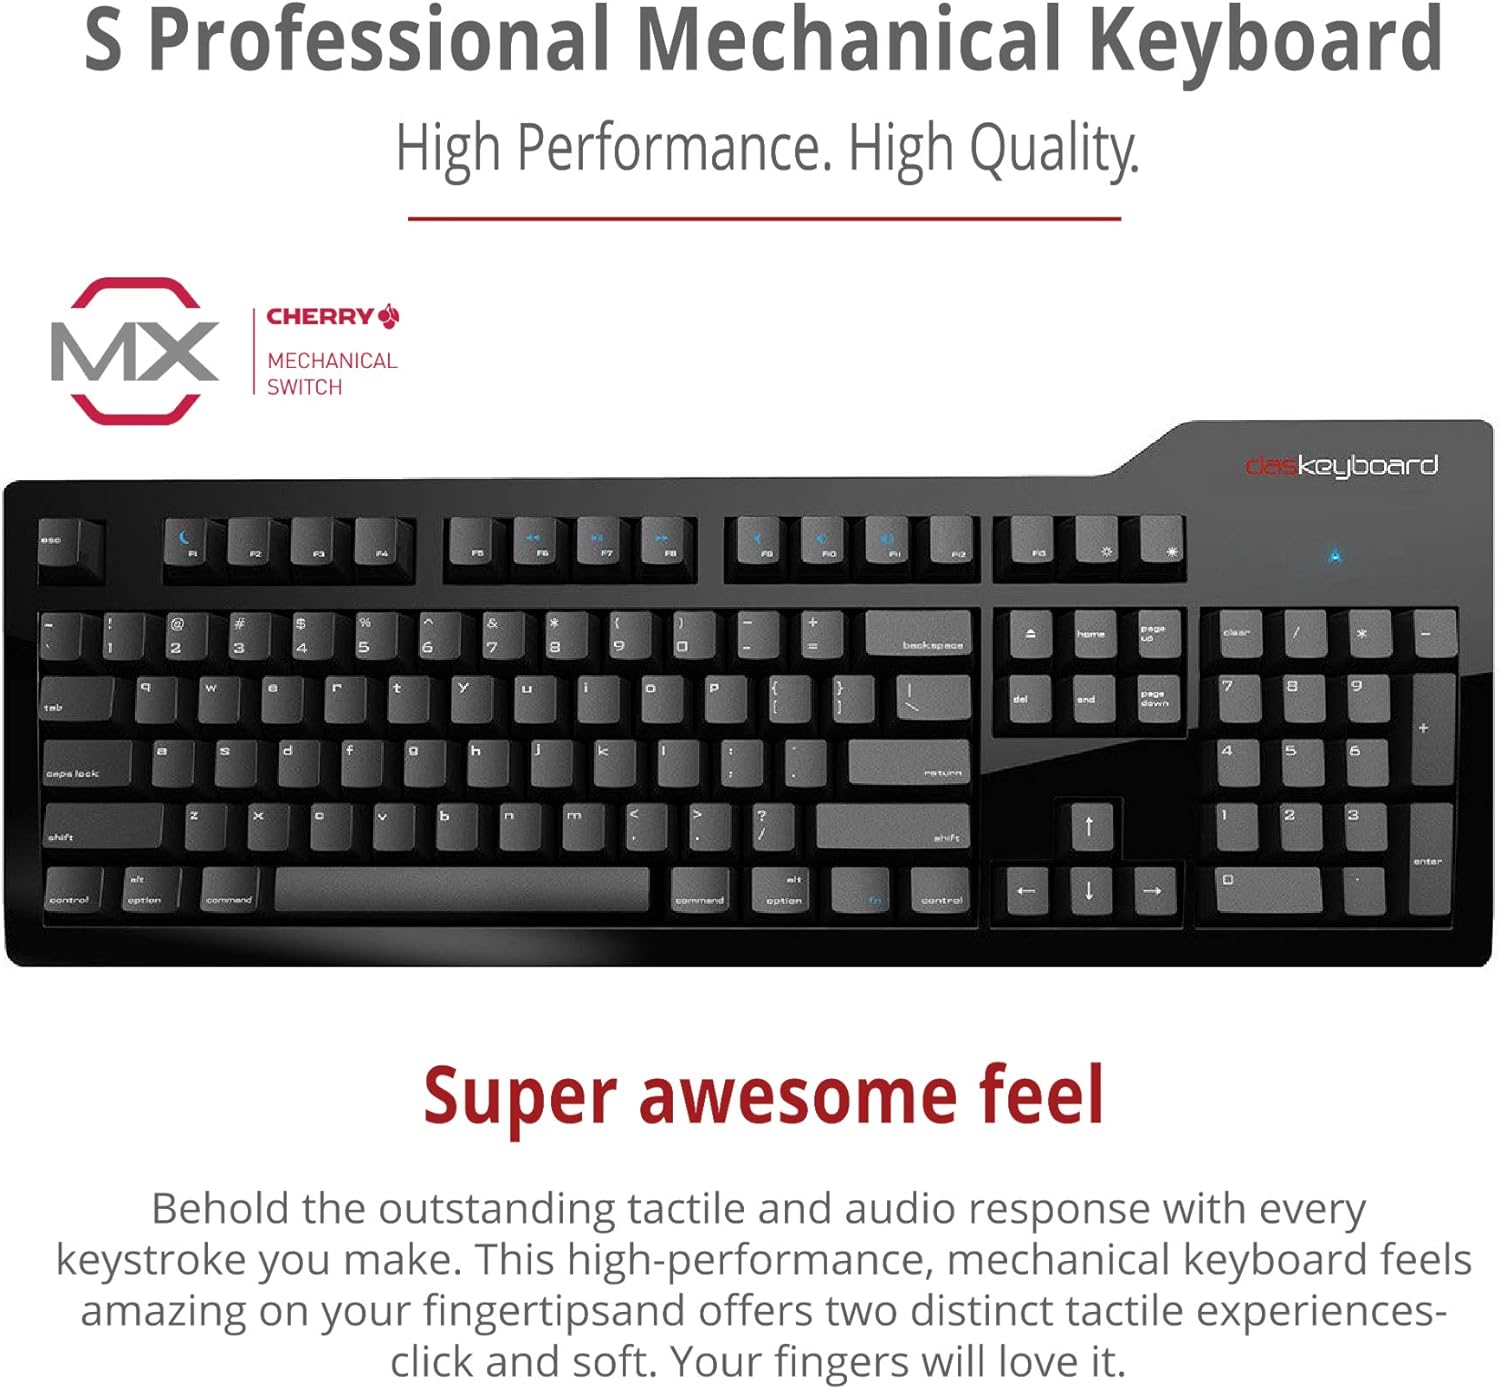 S Professional Mechanical Keyboard
High Performance. High Quality.
MX
CHERRY
MECHANICAL
SWITCH
daskeyboard
esc F1 F2 F3 F4 F5 F6 F7 F8 F9 F10 F11 F12 F13
~ ! @ # $ % ^ & * ( ) – +
` 1 2 3 4 5 6 7 8 9 0 - = backspace home page up clear / * –
tab q w e r t y u i o p { [ } ] | \ del end page down 7 8 9 +
caps lock a s d f g h j k l : ; return 4 5 6
shift z x c v b n m < , > . ? / shift ↑ 1 2 3 enter
control alt option command command alt option fn control ← ↓ → 0 .
Super awesome feel
Behold the outstanding tactile and audio response with every
keystroke you make. This high-performance, mechanical keyboard feels
amazing on your fingertipsand offers two distinct tactile experiences-
click and soft. Your fingers will love it.